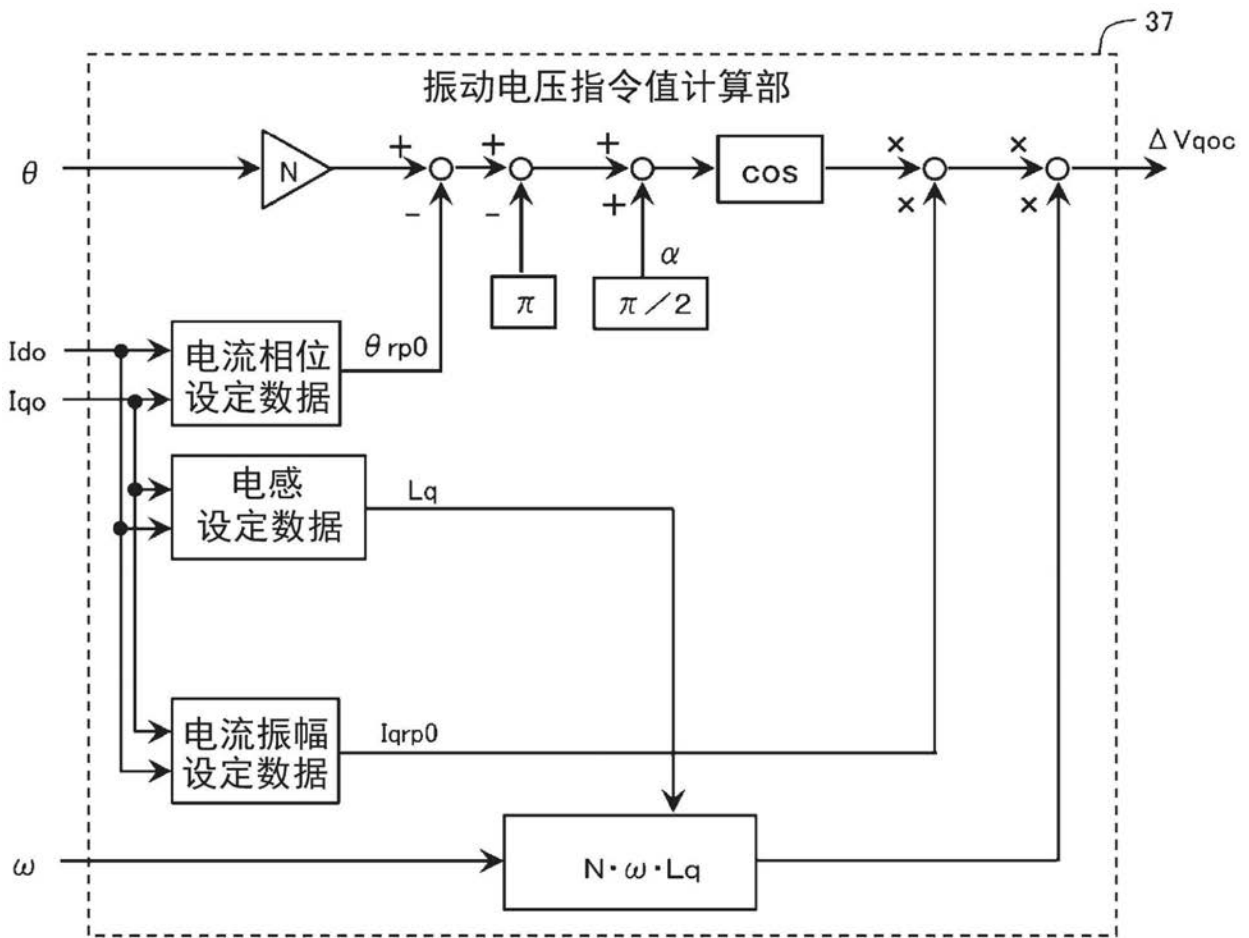 37
振动电压指令值计算部
θ
N
+
-
+
-
+
+
cos
×
×
×
×
ΔVqoc
α
π
π／2
Ido
Iqo
电流相位
设定数据
θrp0
电感
设定数据
Lq
电流振幅
设定数据
Iqrp0
ω
N·ω·Lq